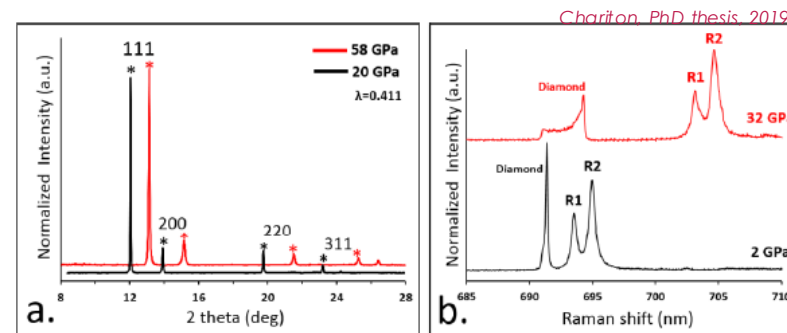 Chariton, PhD thesis, 2019
111
58 GPa
20 GPa
λ=0.411
200
220
311
Normalized Intensity (a.u.)
a.
8 12 16 20 24 28
2 theta (deg)
R2
R1
Diamond
32 GPa
R2
Diamond
R1
2 GPa
Normalized Intensity (a.u.)
b.
685 690 695 700 705 710
Raman shift (nm)